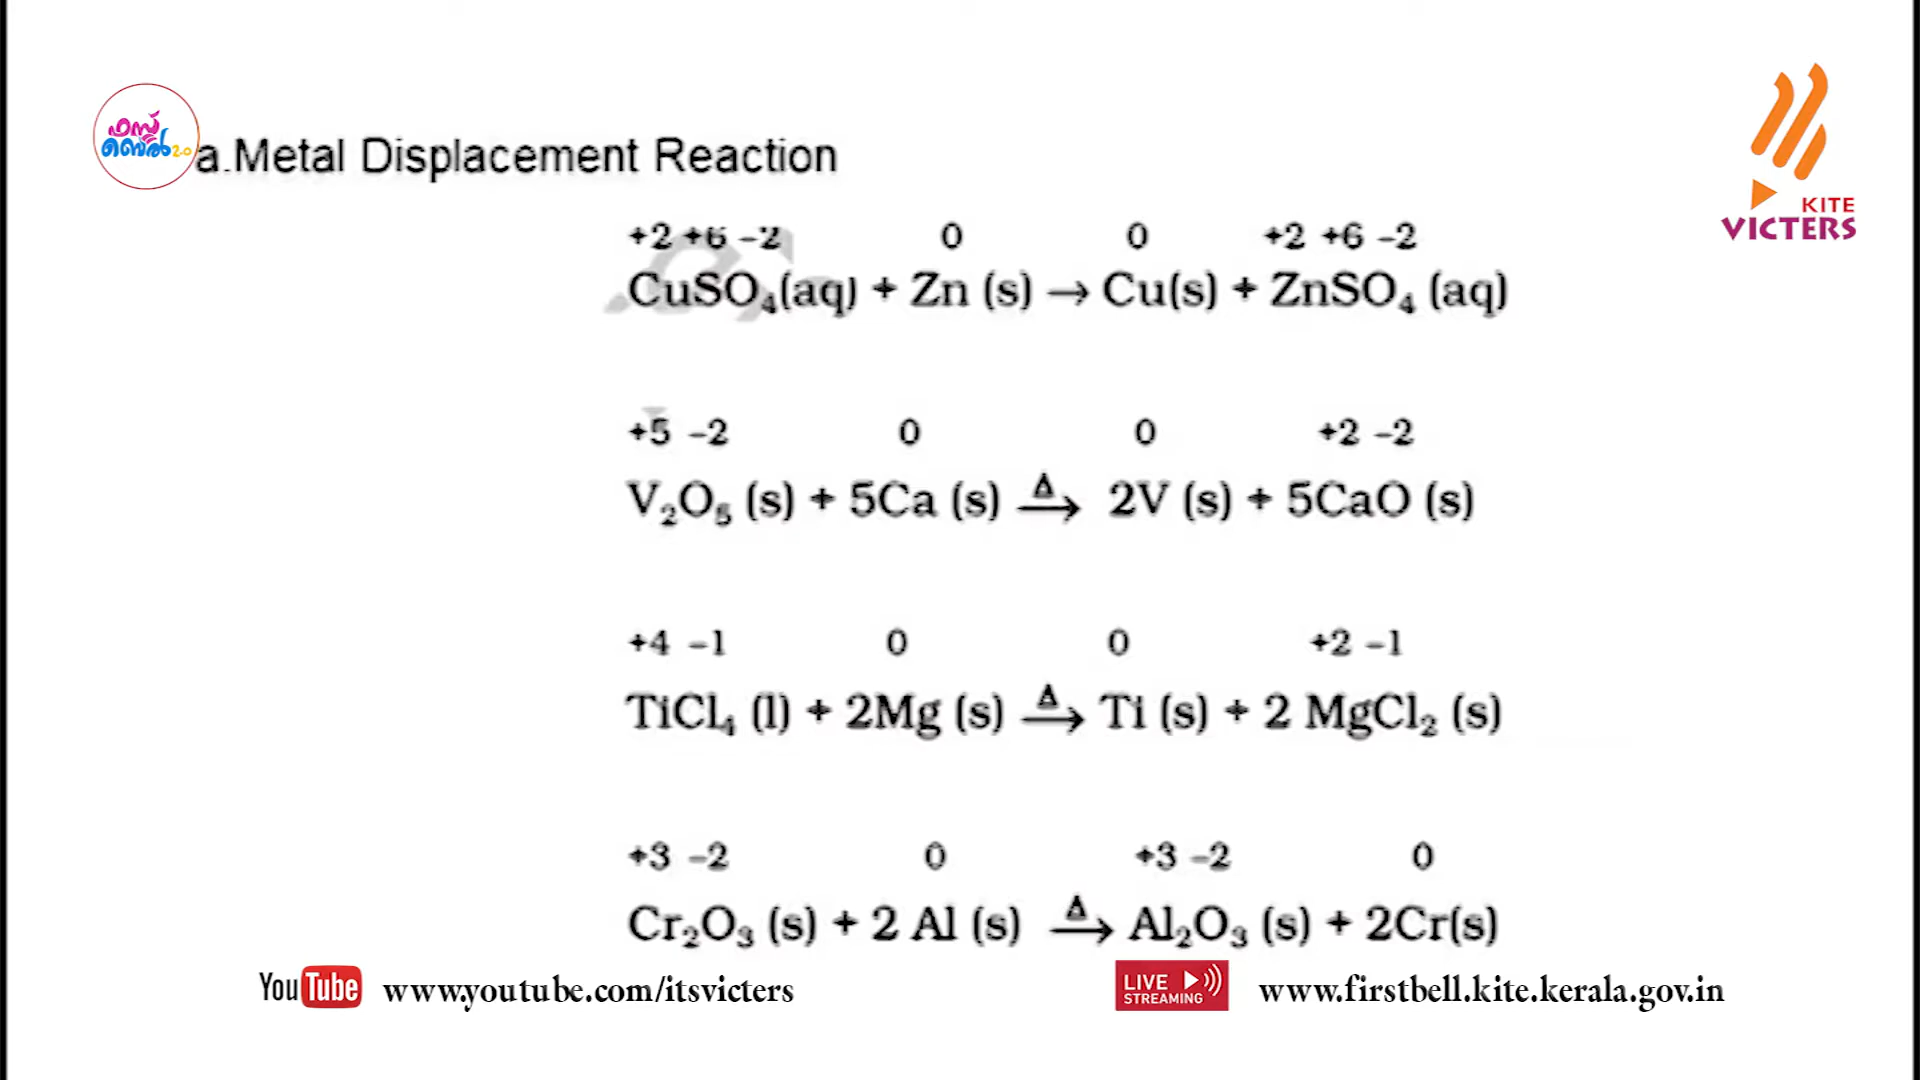 ഫസ്റ്റ്
ബെൽ 2.0
a.Metal Displacement Reaction
KITE
VICTERS
+2 +6 –2 0 0 +2 +6 –2
CuSO₄(aq) + Zn (s) → Cu(s) + ZnSO₄ (aq)
+5 –2 0 0 +2 –2
V₂O₅ (s) + 5Ca (s) Δ→ 2V (s) + 5CaO (s)
+4 –1 0 0 +2 –1
TiCl₄ (l) + 2Mg (s) Δ→ Ti (s) + 2 MgCl₂ (s)
+3 –2 0 +3 –2 0
Cr₂O₃ (s) + 2 Al (s) Δ→ Al₂O₃ (s) + 2Cr(s)
YouTube www.youtube.com/itsvicters
LIVE STREAMING www.firstbell.kite.kerala.gov.in